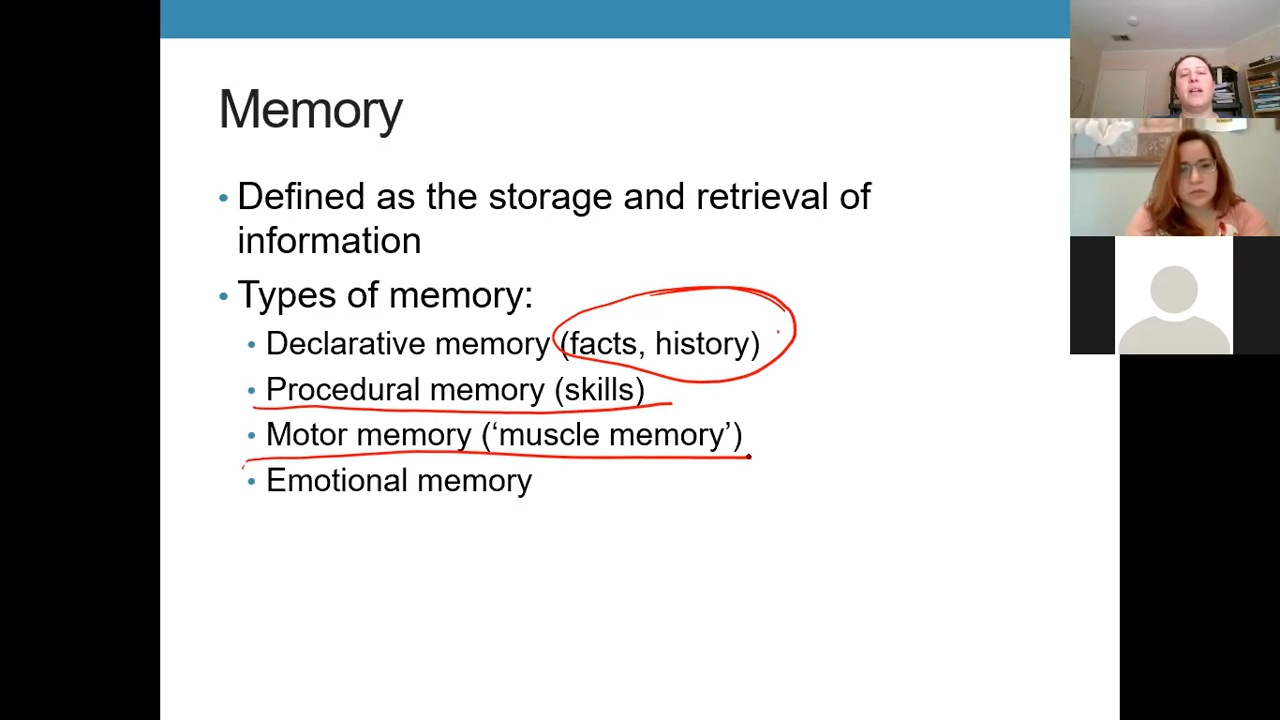 Memory
• Defined as the storage and retrieval of
information
• Types of memory:
• Declarative memory (facts, history)
• Procedural memory (skills)
• Motor memory (‘muscle memory’)
• Emotional memory